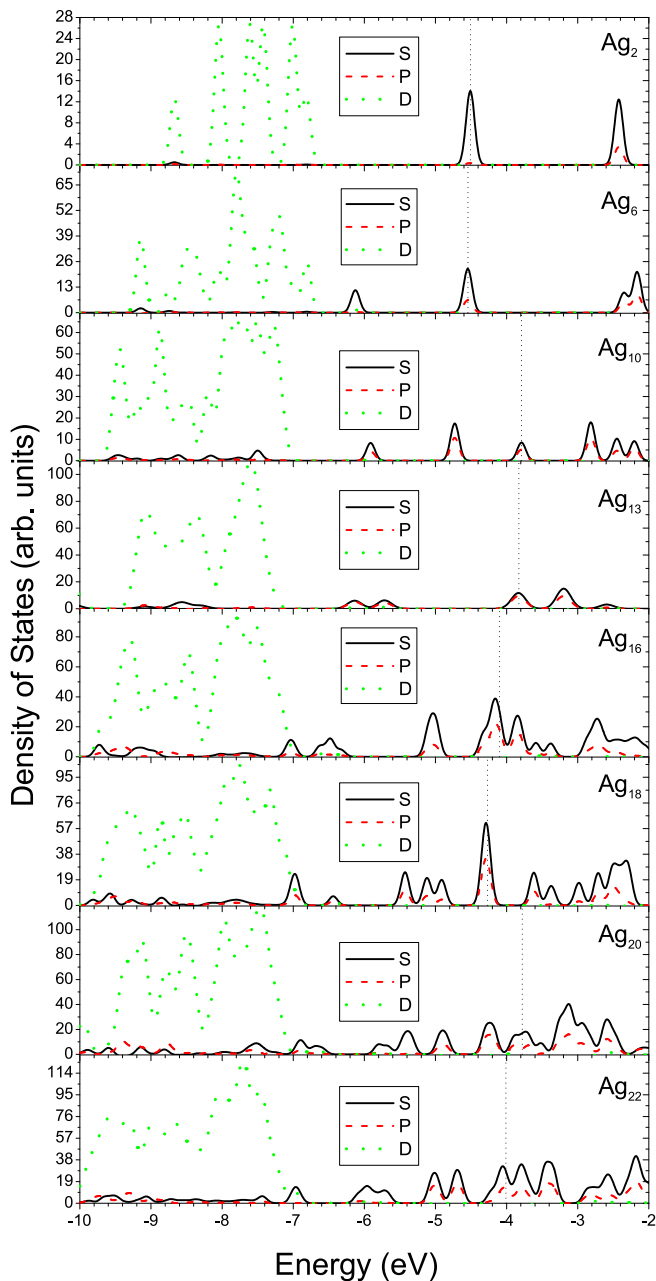 Density of States (arb. units)
28
24
20
16
12
8
4
0
S
P
D
Ag₂
65
52
39
26
13
0
S
P
D
Ag₆
60
50
40
30
20
10
0
S
P
D
Ag₁₀
100
80
60
40
20
0
S
P
D
Ag₁₃
90
80
60
40
20
0
S
P
D
Ag₁₆
95
76
57
38
19
0
S
P
D
Ag₁₈
100
80
60
40
20
0
S
P
D
Ag₂₀
114
95
76
57
38
19
0
S
P
D
Ag₂₂
-10 -9 -8 -7 -6 -5 -4 -3 -2
Energy (eV)